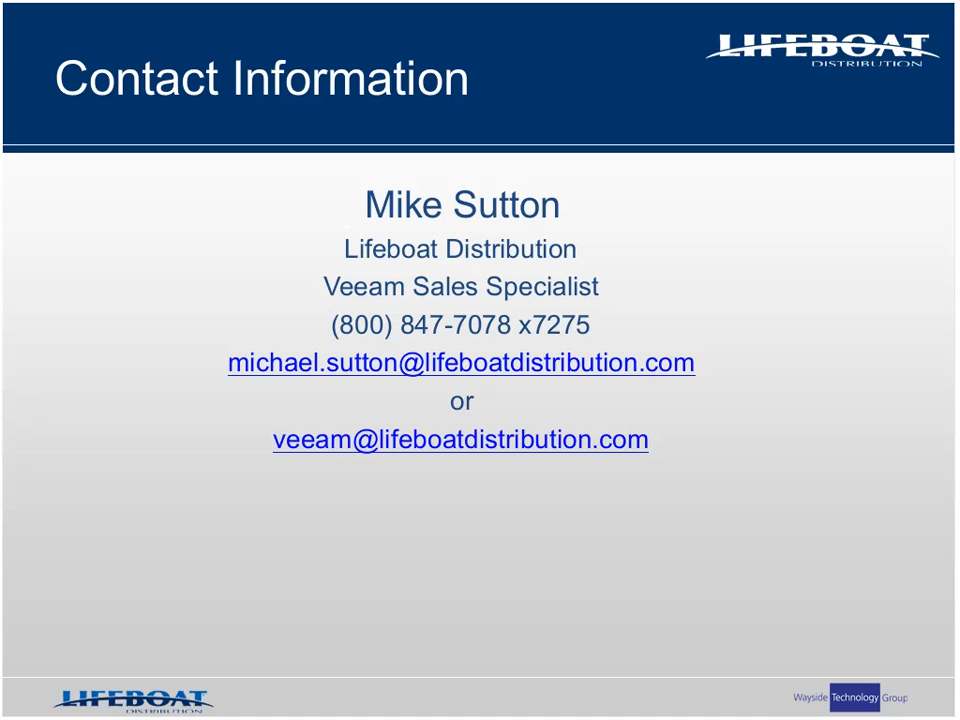 Contact Information
LIFEBOAT
DISTRIBUTION
Mike Sutton
Lifeboat Distribution
Veeam Sales Specialist
(800) 847-7078 x7275
michael.sutton@lifeboatdistribution.com
or
veeam@lifeboatdistribution.com
LIFEBOAT
DISTRIBUTION
Wayside Technology Group